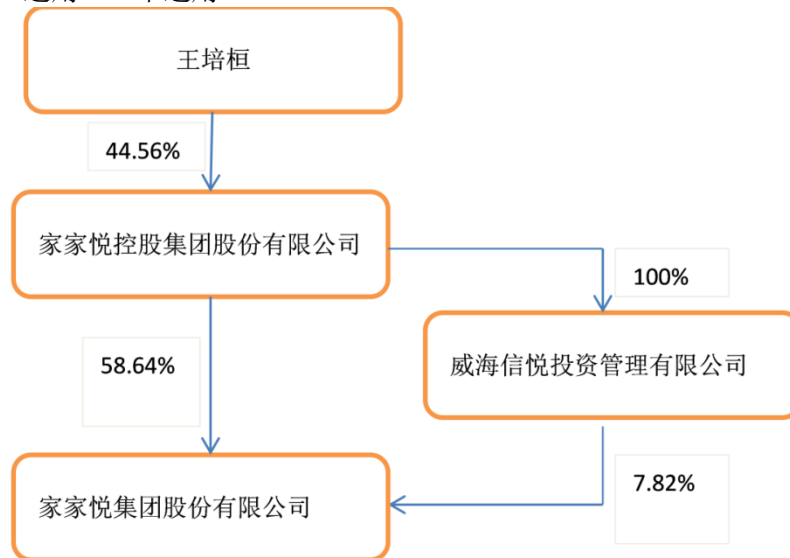 王培桓
44.56%
家家悦控股集团股份有限公司
100%
58.64%
威海信悦投资管理有限公司
7.82%
家家悦集团股份有限公司